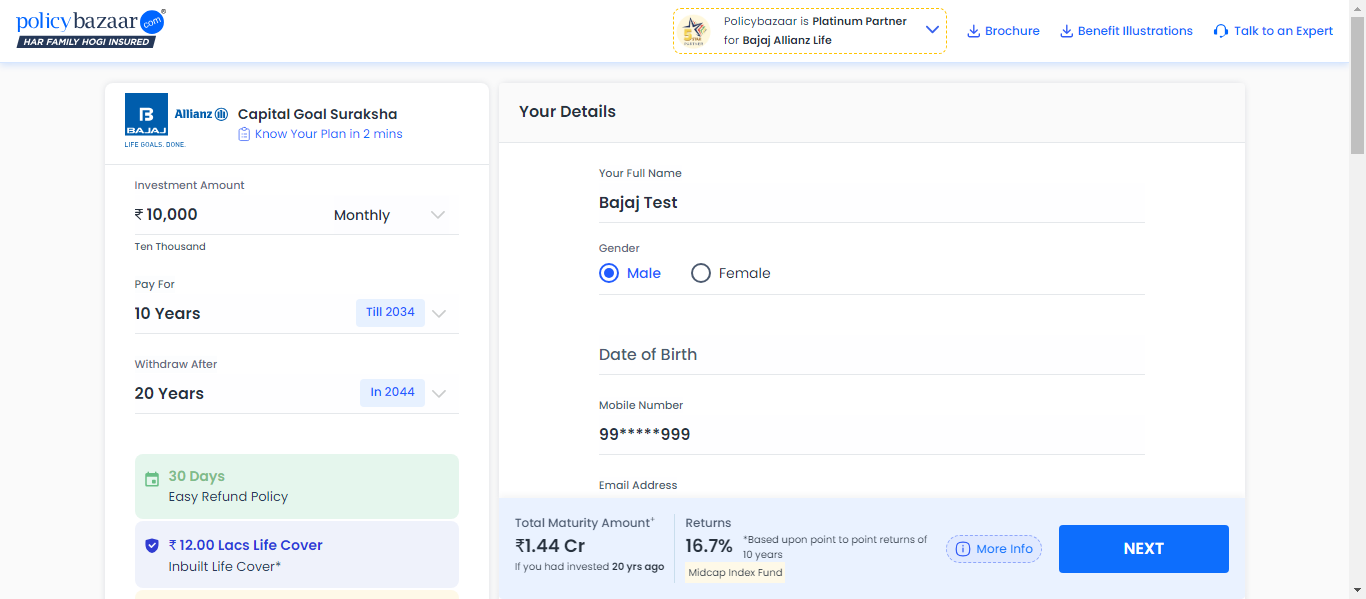 policybazaar.com®
HAR FAMILY HOGI INSURED
Policybazaar is Platinum Partner
for Bajaj Allianz Life
Brochure
Benefit Illustrations
Talk to an Expert
B
BAJAJ
Allianz
LIFE GOALS. DONE.
Capital Goal Suraksha
Know Your Plan in 2 mins
Investment Amount
₹ 10,000 Monthly
Ten Thousand
Pay For
10 Years Till 2034
Withdraw After
20 Years In 2044
30 Days
Easy Refund Policy
₹ 12.00 Lacs Life Cover
Inbuilt Life Cover*
Your Details
Your Full Name
Bajaj Test
Gender
Male Female
Date of Birth
Mobile Number
99*****999
Email Address
Total Maturity Amount+
₹1.44 Cr
If you had invested 20 yrs ago
Returns
16.7% *Based upon point to point returns of
10 years
Midcap Index Fund
More Info
NEXT